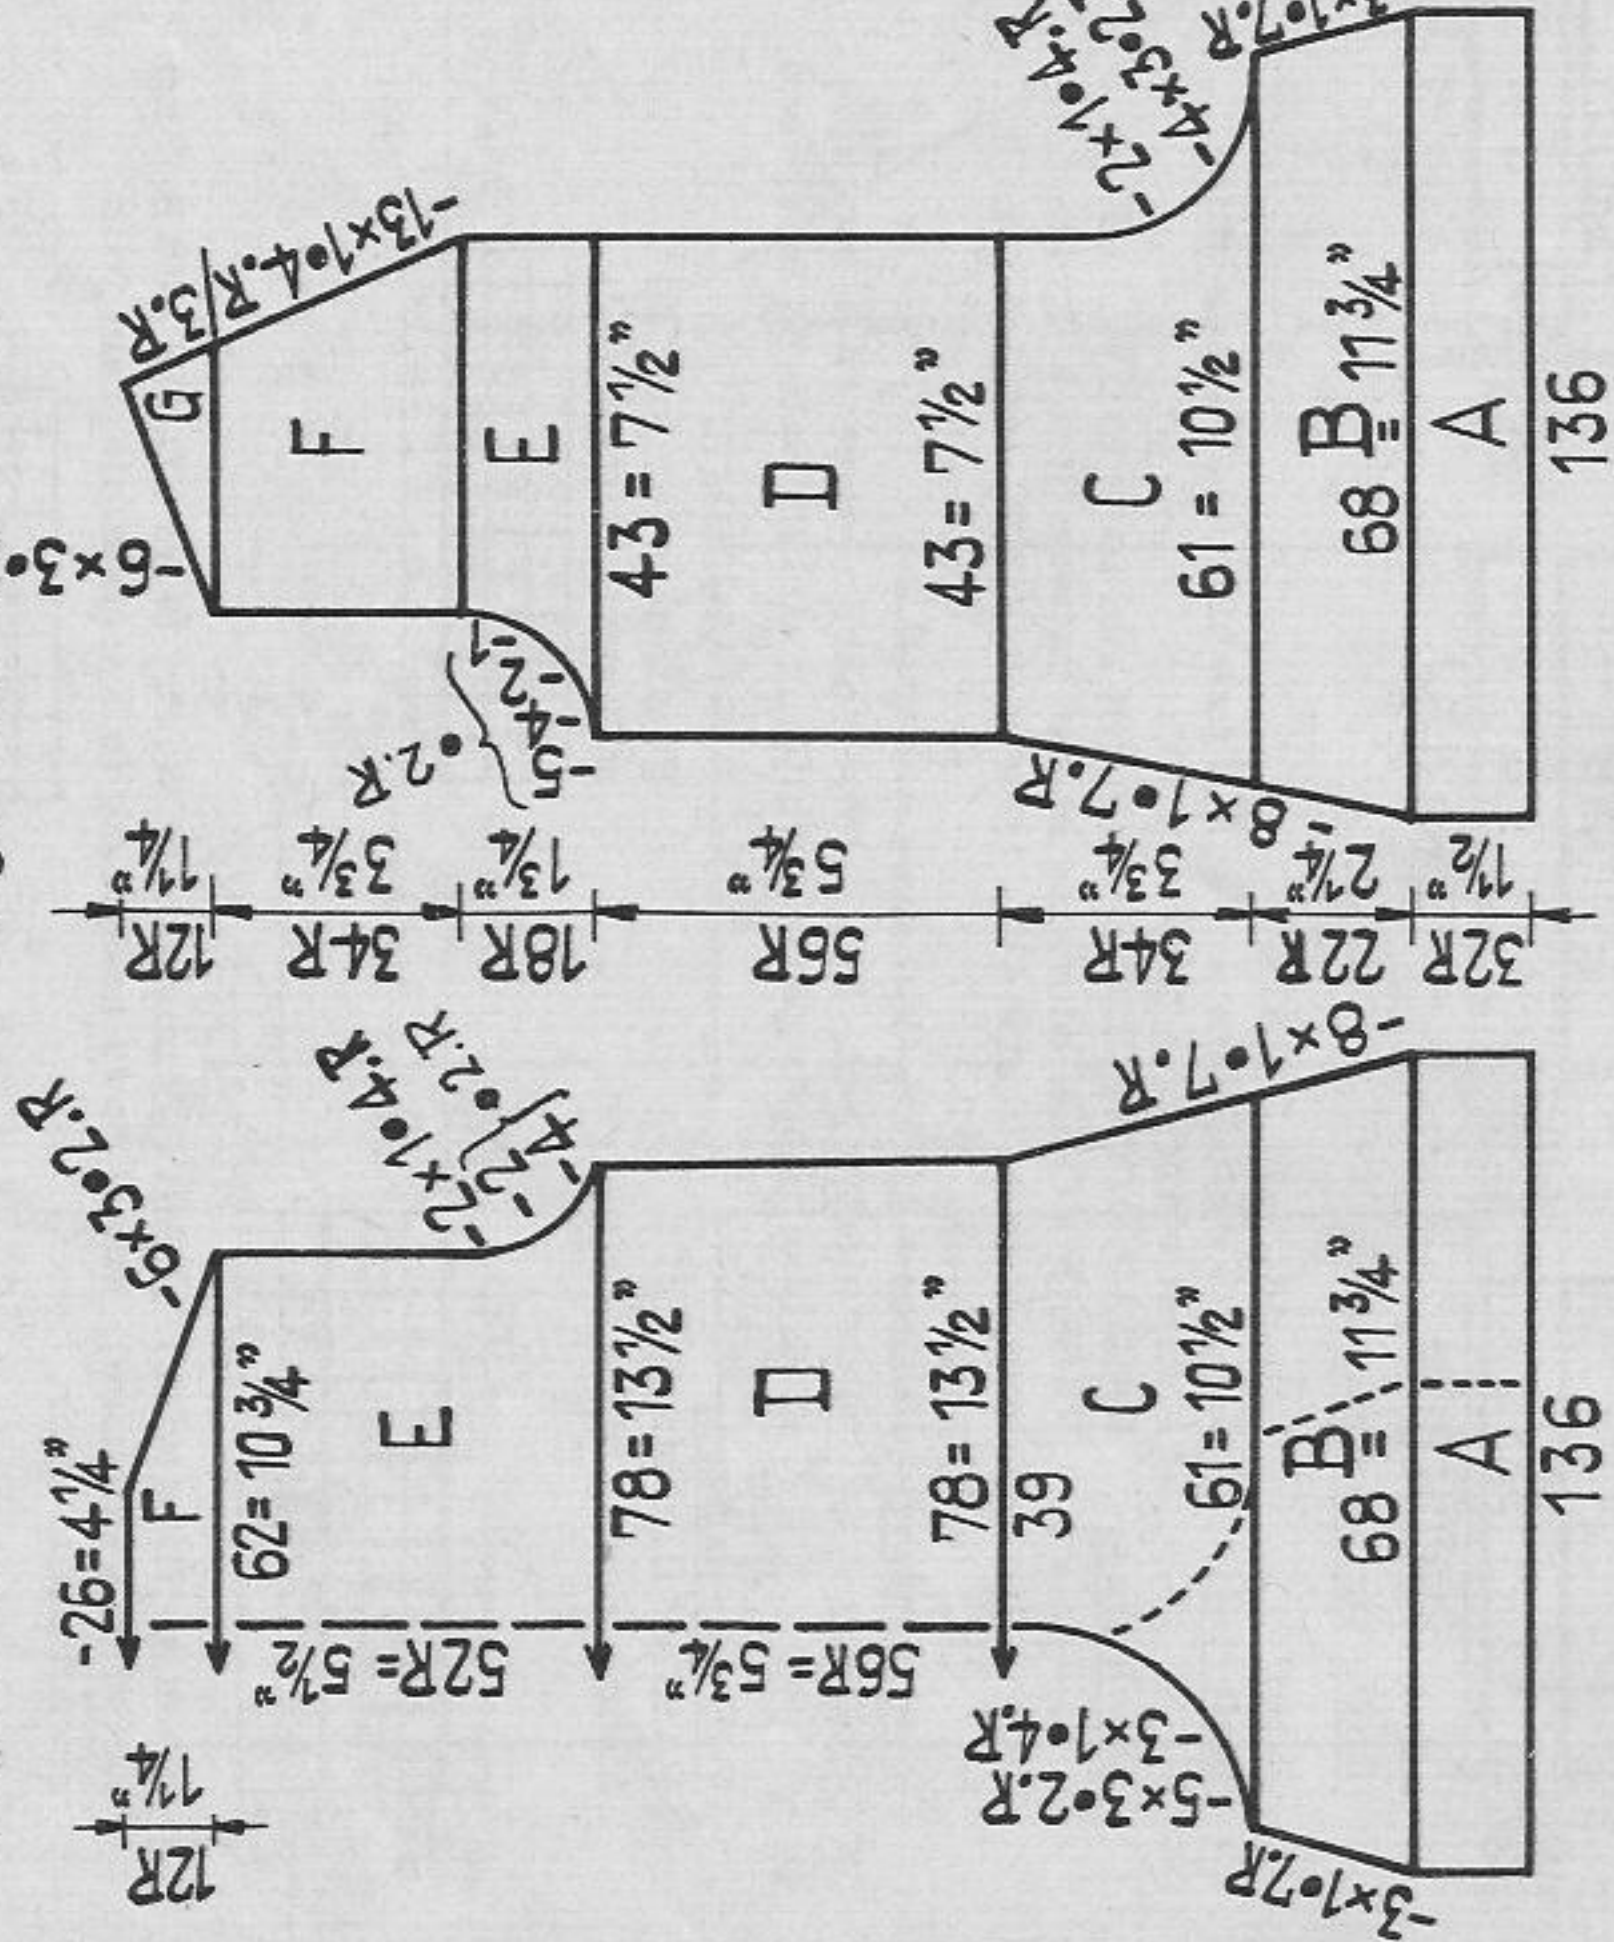 -6×3•
G
3.R
-13×1•4.R/
F
E
-1
-2
-4
-5
• 2.R
43 = 7½”
D
43 = 7½”
-2×1•4.R
-4×3•2
C
61 = 10½”
-8×1•7.R
3×1•7.R
B
68 = 11¾”
A
136
12R
1¼”
34R
3¾”
18R
1¾”
56R
5¾”
34R
3¾”
22R
2¼”
32R
1½”
-6×3•2.R
-26=4¼”
F
62=10¾”
E
-2×1•4.R
-2
-4
•2.R
78=13½”
D
78=13½”
39
52R=5½”
56R=5¾”
C
61=10½”
-8×1•7.R
-3×1•4.R
-5×3•2.R
-3×1•7.R
B
68 = 11¾”
A
136
12R
1¼”